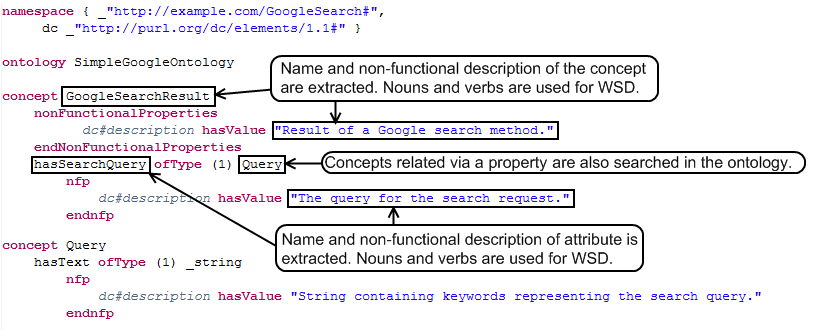 namespace { _"http://example.com/GoogleSearch#",
dc _"http://purl.org/dc/elements/1.1#" }
ontology SimpleGoogleOntology
Name and non-functional description of the concept
are extracted. Nouns and verbs are used for WSD.
concept GoogleSearchResult
nonFunctionalProperties
dc#description hasValue "Result of a Google search method."
endNonFunctionalProperties
hasSearchQuery ofType (1) Query
Concepts related via a property are also searched in the ontology.
nfp
dc#description hasValue "The query for the search request."
endnfp
Name and non-functional description of attribute is
extracted. Nouns and verbs are used for WSD.
concept Query
hasText ofType (1) _string
nfp
dc#description hasValue "String containing keywords representing the search query."
endnfp